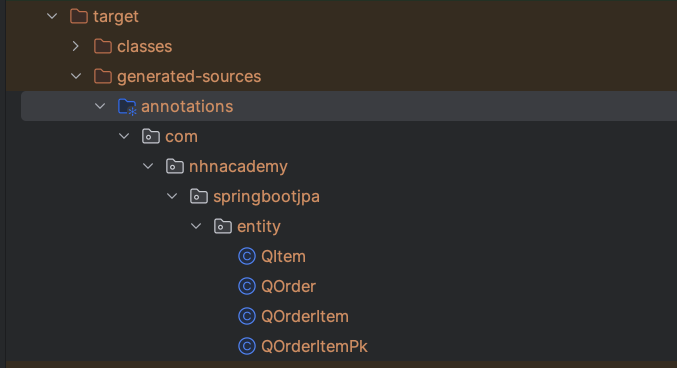 target
classes
generated-sources
annotations
com
nhnacademy
springbootjpa
entity
QItem
QOrder
QOrderItem
QOrderItemPk